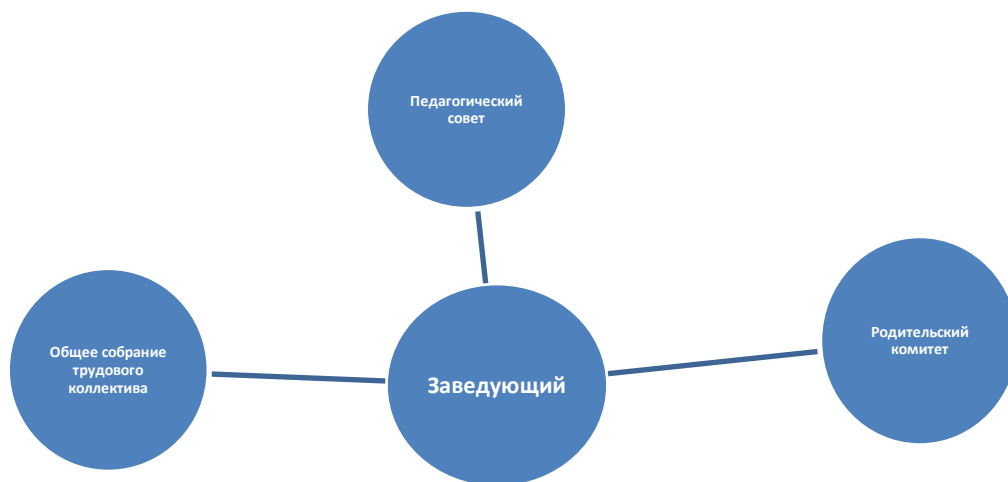 Педагогический
совет
Общее собрание
трудового
коллектива
Заведующий
Родительский
комитет